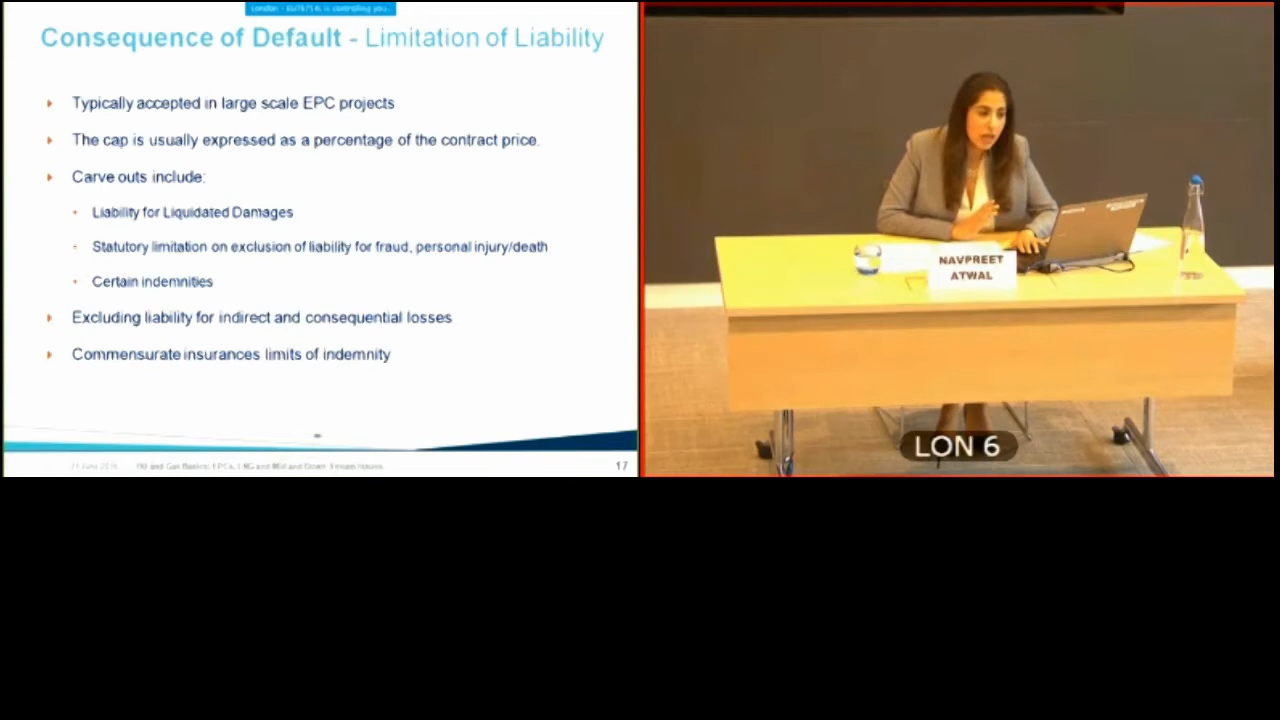 Consequence of Default - Limitation of Liability
Typically accepted in large scale EPC projects
The cap is usually expressed as a percentage of the contract price.
Carve outs include:
Liability for Liquidated Damages
Statutory limitation on exclusion of liability for fraud, personal injury/death
Certain indemnities
Excluding liability for indirect and consequential losses
Commensurate insurances limits of indemnity
17
NAVPREET
ATWAL
LON 6